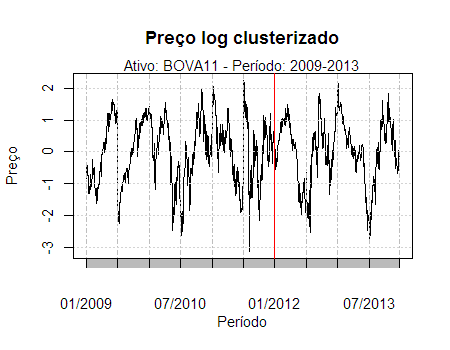 Preço log clusterizado
Ativo: BOVA11 - Período: 2009-2013
Preço
2
1
0
-1
-2
-3
01/2009 07/2010 01/2012 07/2013
Período